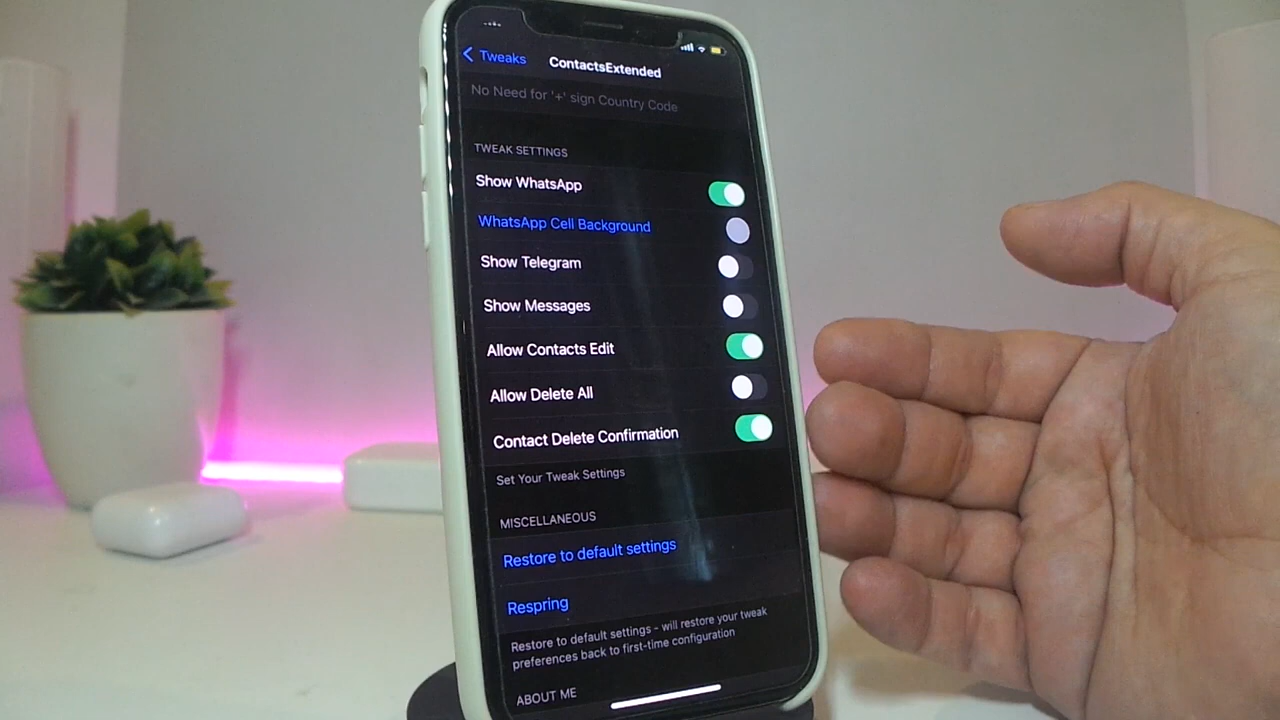 Tweaks
ContactsExtended
No Need for '+' sign Country Code
TWEAK SETTINGS
Show WhatsApp
WhatsApp Cell Background
Show Telegram
Show Messages
Allow Contacts Edit
Allow Delete All
Contact Delete Confirmation
Set Your Tweak Settings
MISCELLANEOUS
Restore to default settings
Respring
Restore to default settings - will restore your tweak
preferences back to first-time configuration
ABOUT ME